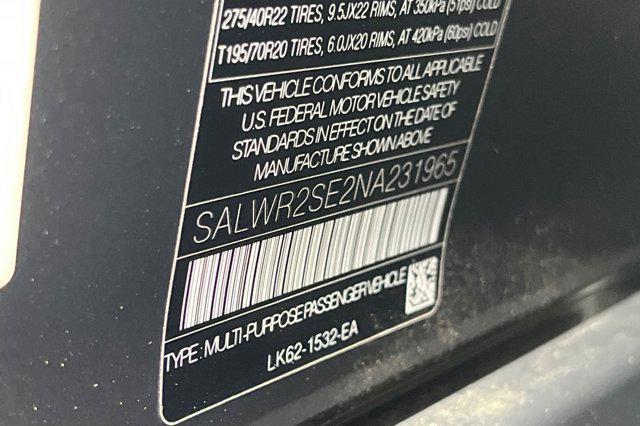 275/40R22 TIRES, 9.5JX22 RIMS, AT 350kPa (51psi) COLD
T195/70R20 TIRES, 6.0JX20 RIMS, AT 420kPa (60psi) COLD
THIS VEHICLE CONFORMS TO ALL APPLICABLE
U.S. FEDERAL MOTOR VEHICLE SAFETY
STANDARDS IN EFFECT ON THE DATE OF
MANUFACTURE SHOWN ABOVE
SALWR2SE2NA231965
TYPE: MULTI-PURPOSE PASSENGER VEHICLE
LK62-1532-EA